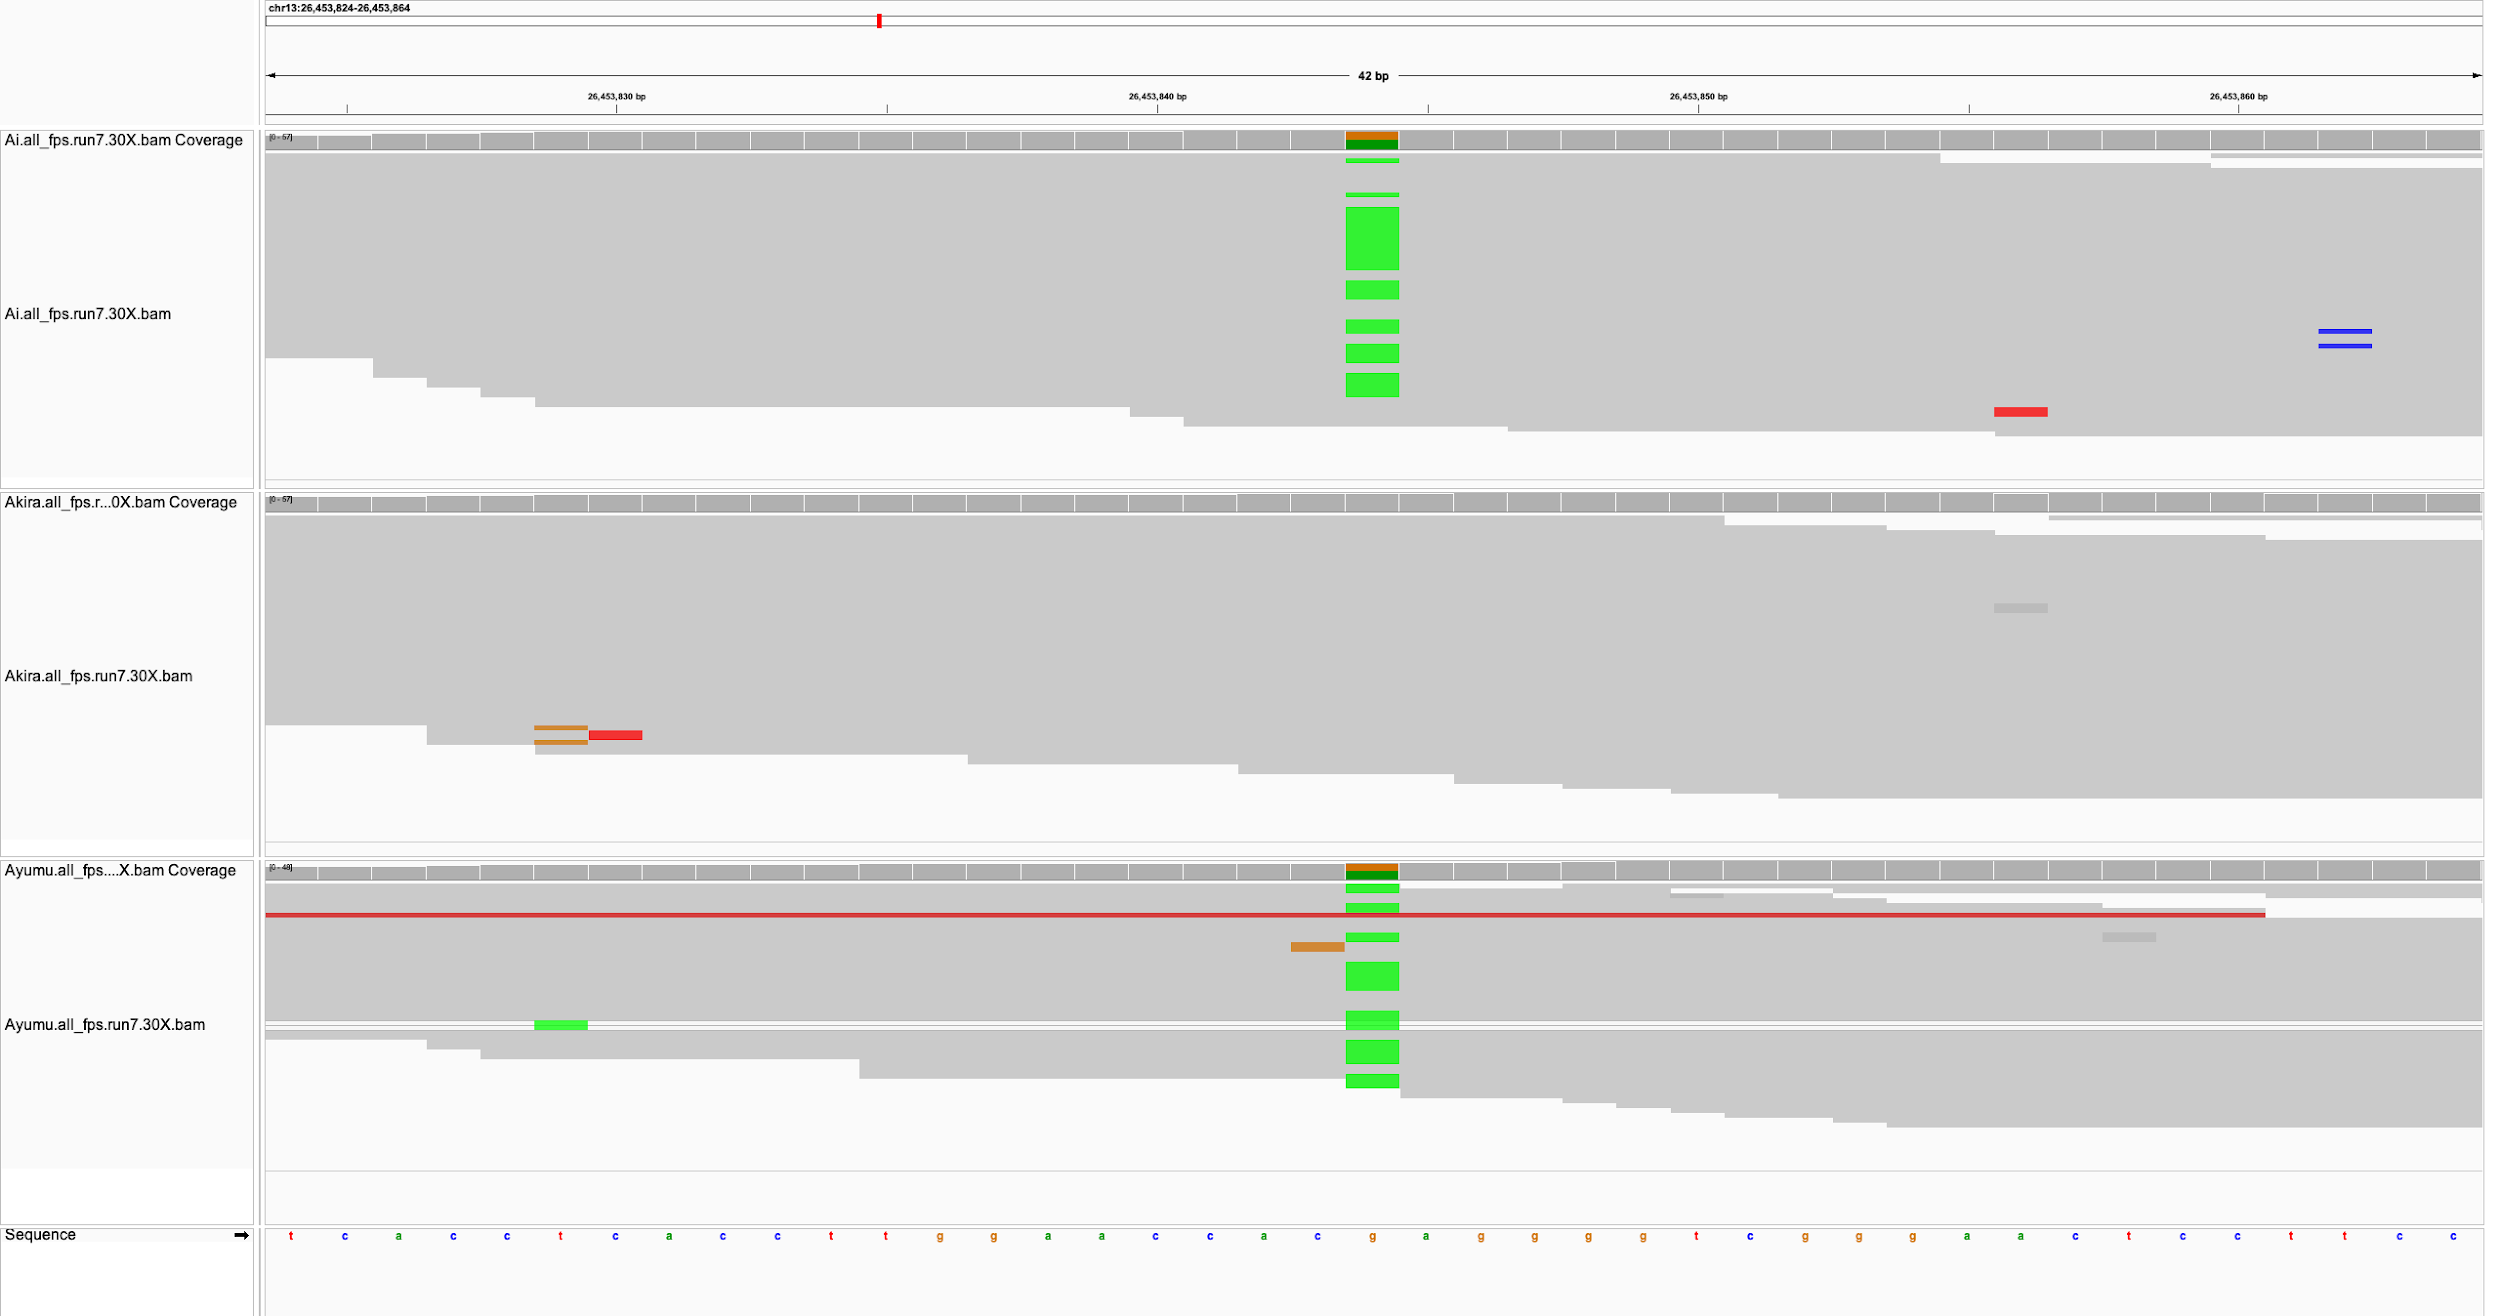 chr13:26,453,824-26,453,864
42 bp
26,453,830 bp 26,453,840 bp 26,453,850 bp 26,453,860 bp
Ai.all_fps.run7.30X.bam Coverage
[0 - 57]
Ai.all_fps.run7.30X.bam
Akira.all_fps.r...0X.bam Coverage
[0 - 57]
Akira.all_fps.run7.30X.bam
Ayumu.all_fps....X.bam Coverage
[0 - 48]
Ayumu.all_fps.run7.30X.bam
Sequence
t c a c c t c a c c t t g g a a c c a c g a g g g g t c g g g a a c t c c t t c c